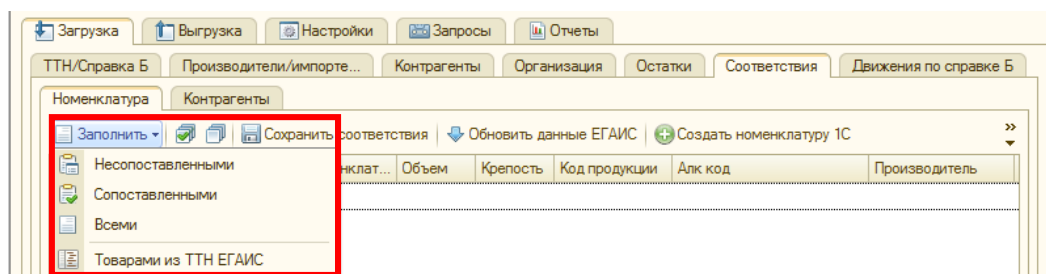 Загрузка Выгрузка Настройки Запросы Отчеты
ТТН/Справка Б Производители/импорте... Контрагенты Организация Остатки Соответствия Движения по справке Б
Номенклатура Контрагенты
Заполнить Сохранить соответствия Обновить данные ЕГАИС Создать номенклатуру 1С
Несопоставленными нклат... Объем Крепость Код продукции Алк код Производитель
Сопоставленными
Всеми
Товарами из ТТН ЕГАИС